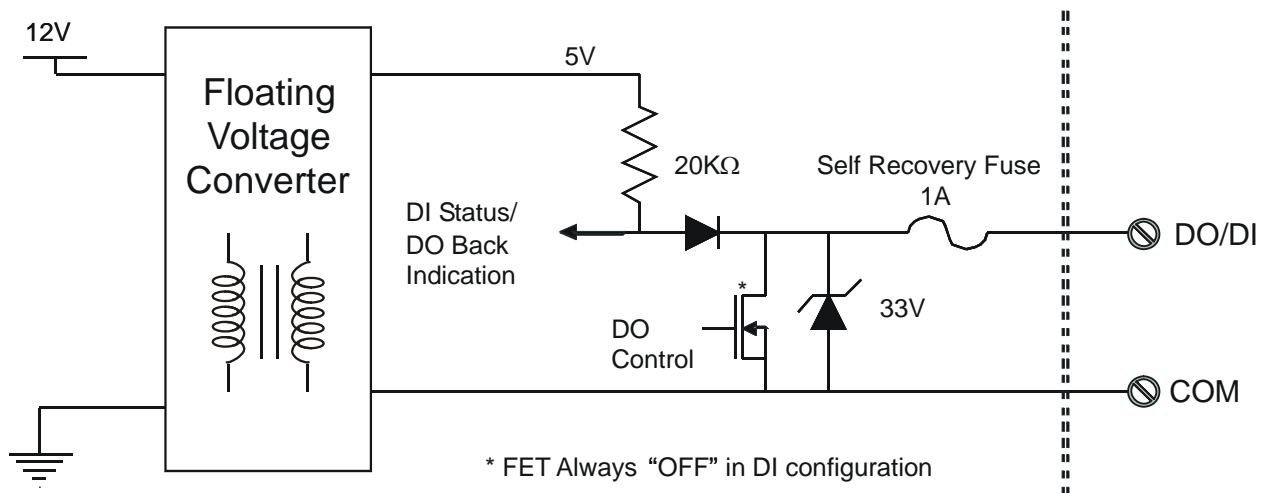 12V
Floating
Voltage
Converter
5V
20KΩ
Self Recovery Fuse
1A
DI Status/
DO Back
Indication
DO/DI
*
33V
DO
Control
COM
* FET Always “OFF” in DI configuration